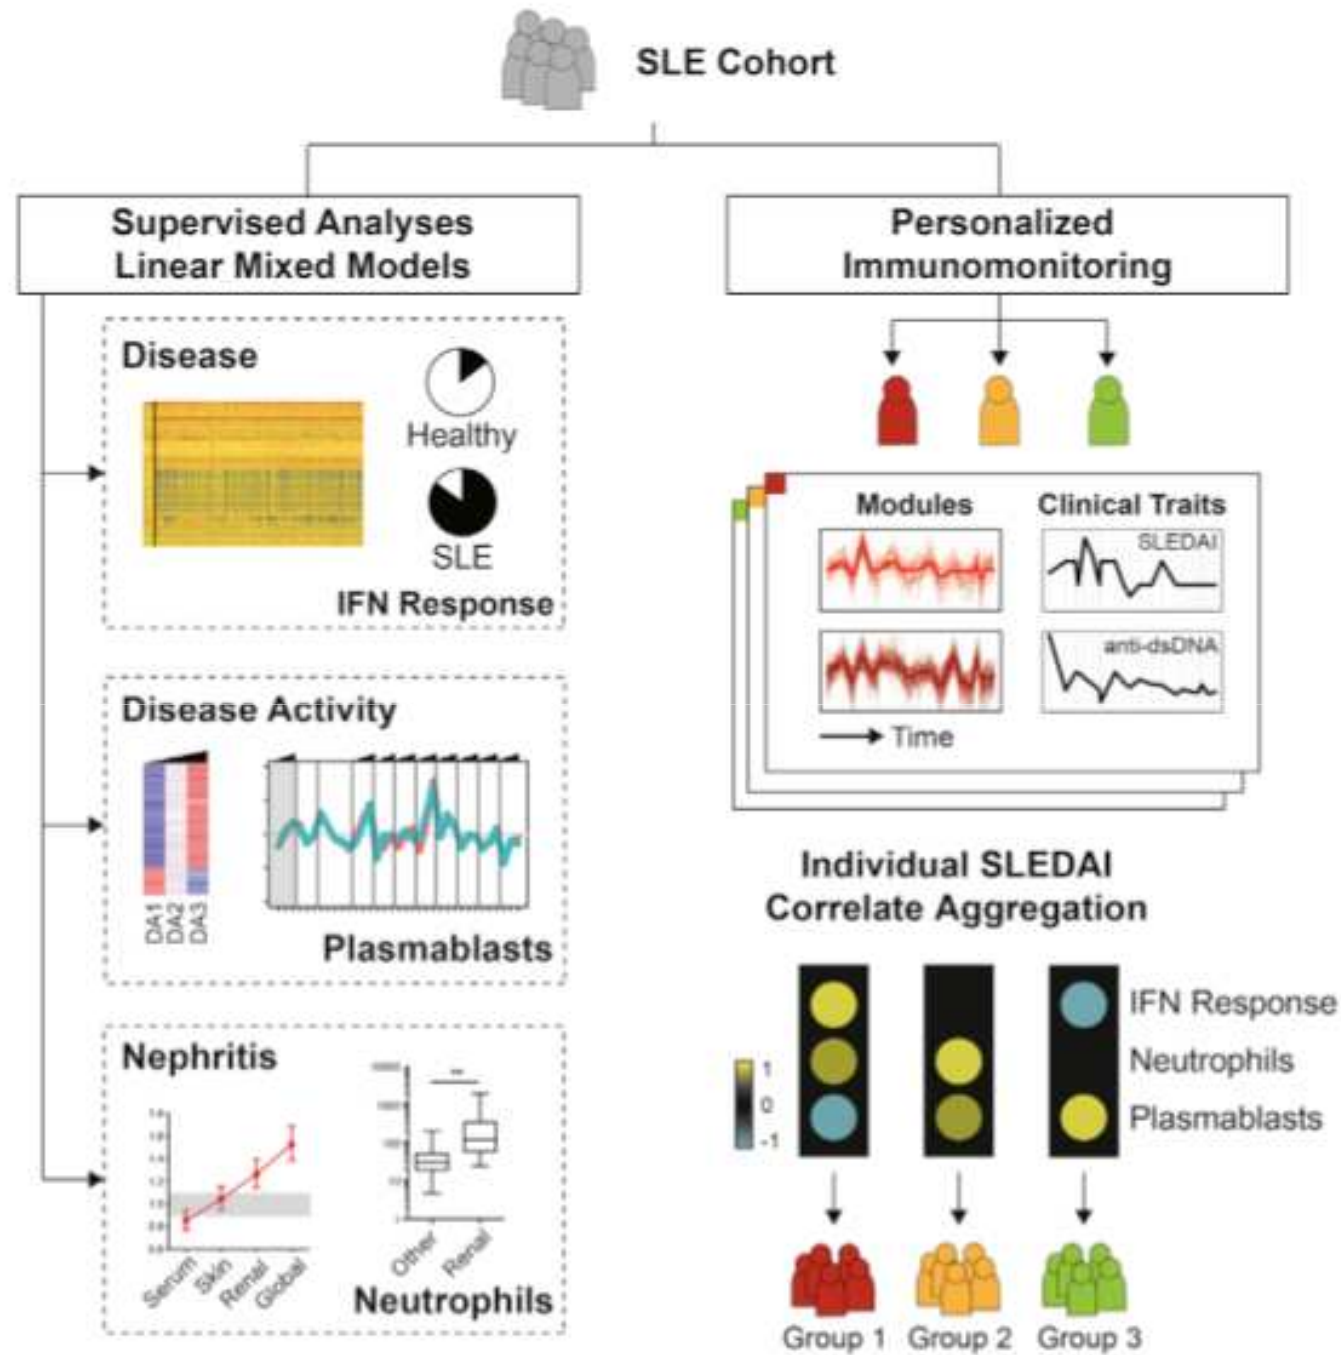 SLE Cohort
Supervised Analyses
Linear Mixed Models
Disease
Healthy
SLE
IFN Response
Disease Activity
DA1
DA2
DA3
Plasmablasts
Nephritis
Serum
Skin
Renal
Global
Other
Renal
Neutrophils
Personalized
Immunomonitoring
Modules
Clinical Traits
SLEDAI
anti-dsDNA
Time
Individual SLEDAI
Correlate Aggregation
IFN Response
Neutrophils
Plasmablasts
1
0
-1
Group 1
Group 2
Group 3